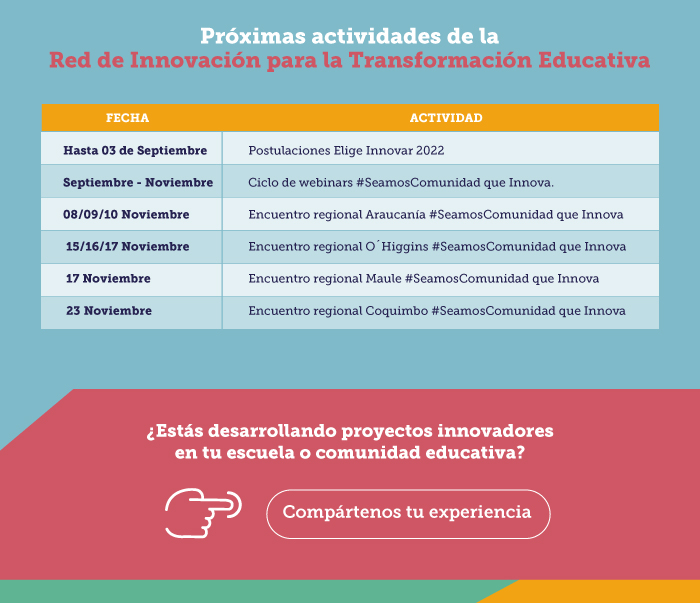 Próximas actividades de la
Red de Innovación para la Transformación Educativa
FECHA ACTIVIDAD
Hasta 03 de Septiembre Postulaciones Elige Innovar 2022
Septiembre - Noviembre Ciclo de webinars #SeamosComunidad que Innova.
08/09/10 Noviembre Encuentro regional Araucanía #SeamosComunidad que Innova
15/16/17 Noviembre Encuentro regional O´Higgins #SeamosComunidad que Innova
17 Noviembre Encuentro regional Maule #SeamosComunidad que Innova
23 Noviembre Encuentro regional Coquimbo #SeamosComunidad que Innova
¿Estás desarrollando proyectos innovadores
en tu escuela o comunidad educativa?
Compártenos tu experiencia